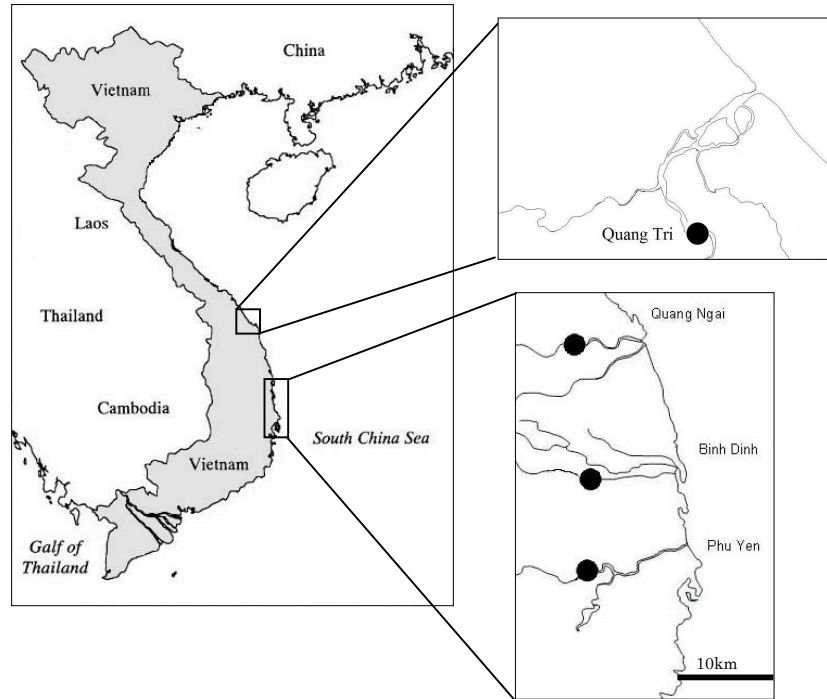 China
Vietnam
Laos
Thailand
Cambodia
South China Sea
Vietnam
Galf of
Thailand
Quang Tri
Quang Ngai
Binh Dinh
Phu Yen
10km